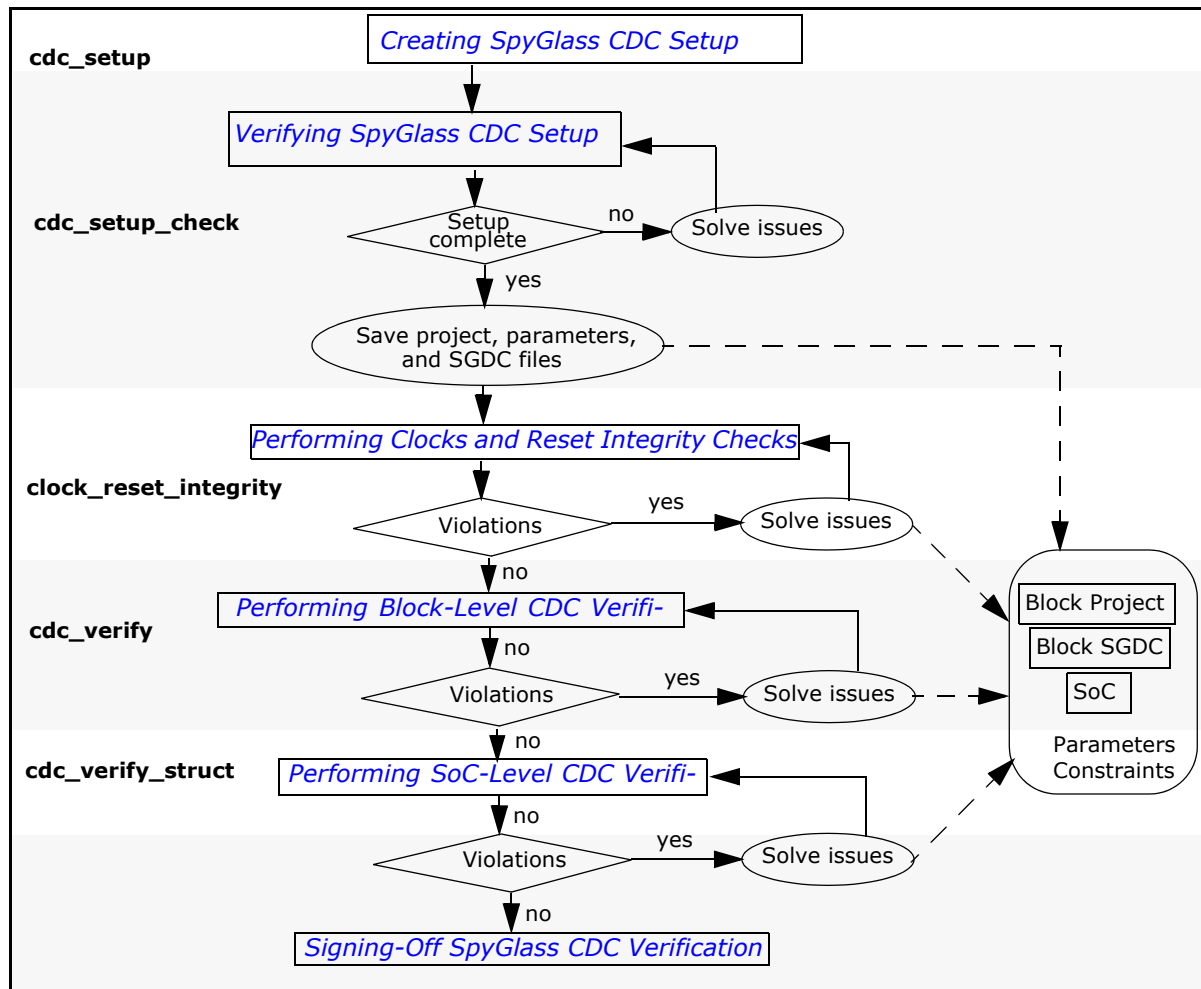 Creating SpyGlass CDC Setup
cdc_setup
Verifying SpyGlass CDC Setup
cdc_setup_check
Setup
complete
no
Solve issues
yes
Save project, parameters,
and SGDC files
Performing Clocks and Reset Integrity Checks
clock_reset_integrity
Violations
yes
Solve issues
no
Performing Block-Level CDC Verifi-
cdc_verify
no
Violations
yes
Solve issues
no
Block Project
Block SGDC
SoC
Parameters
Constraints
cdc_verify_struct
Performing SoC-Level CDC Verifi-
no
Violations
yes
Solve issues
no
Signing-Off SpyGlass CDC Verification